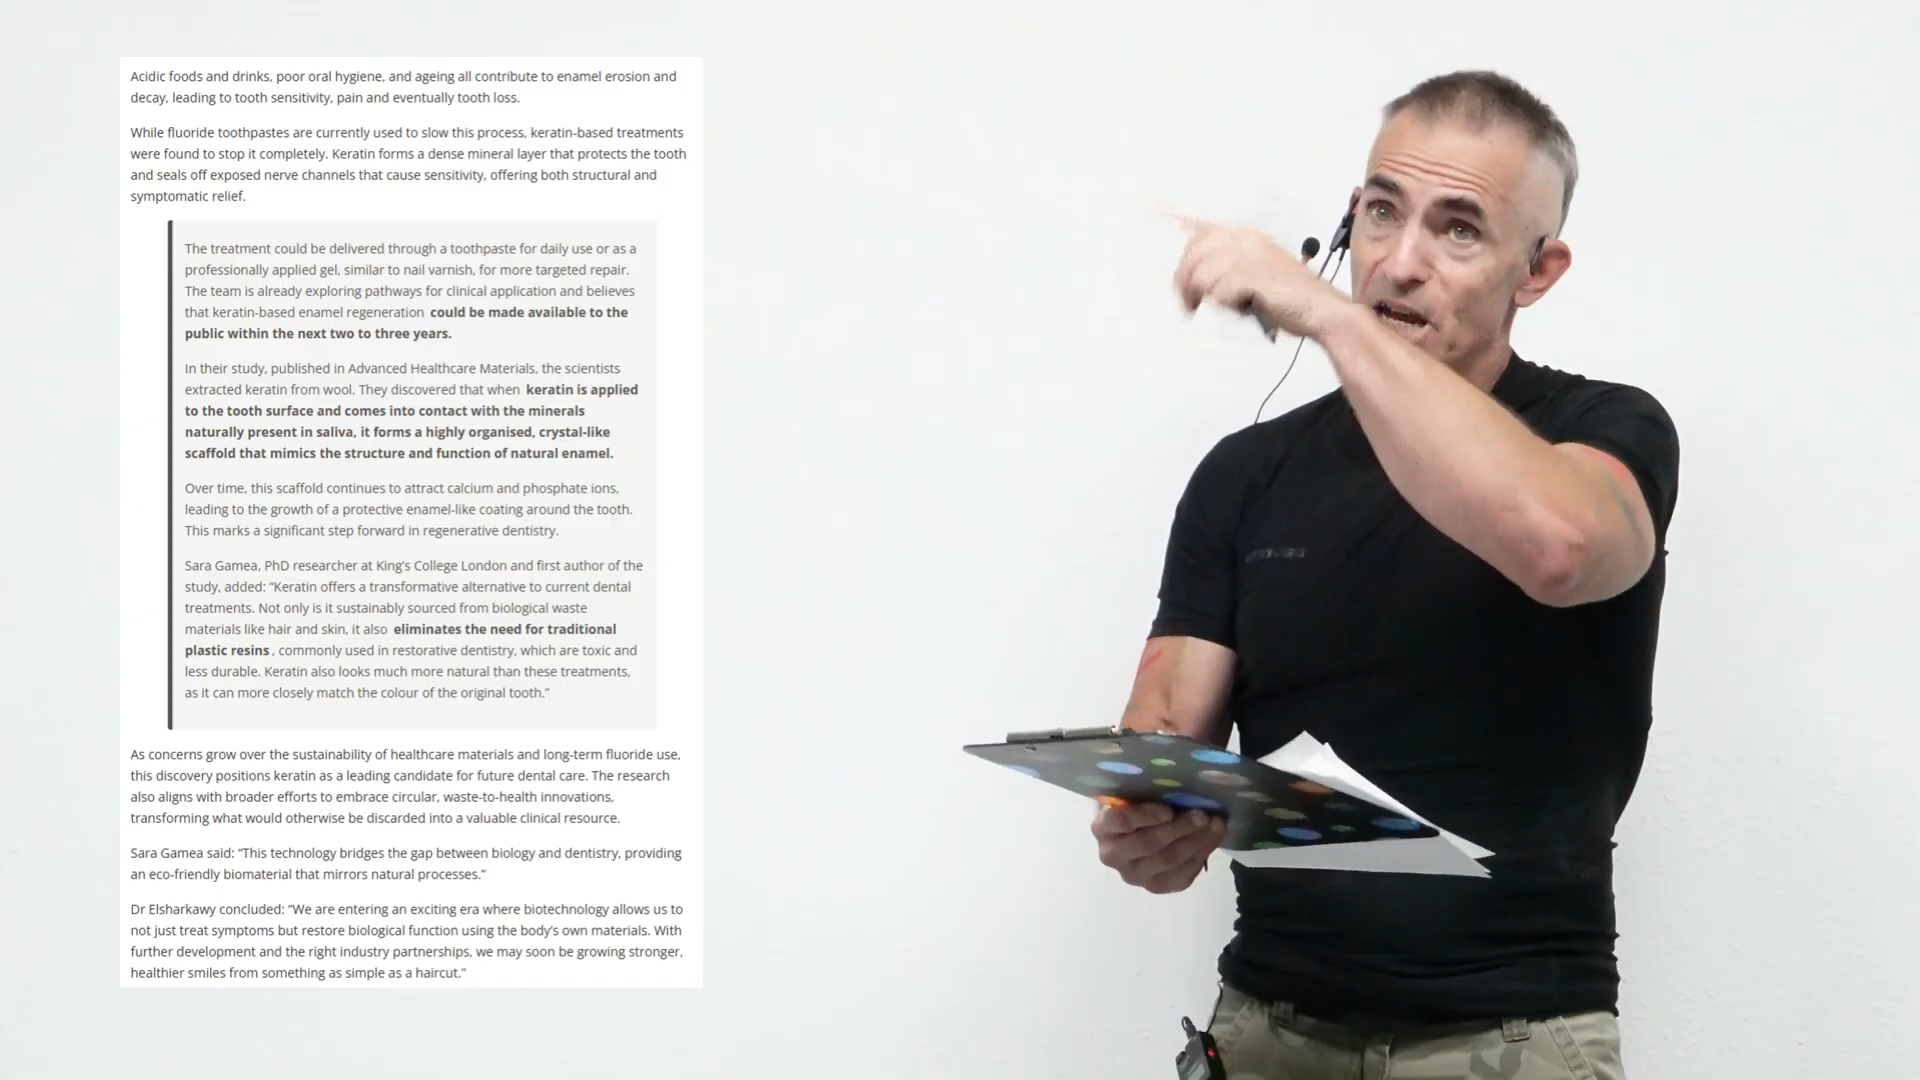 Acidic foods and drinks, poor oral hygiene, and ageing all contribute to enamel erosion and
decay, leading to tooth sensitivity, pain and eventually tooth loss.
While fluoride toothpastes are currently used to slow this process, keratin-based treatments
were found to stop it completely. Keratin forms a dense mineral layer that protects the tooth
and seals off exposed nerve channels that cause sensitivity, offering both structural and
symptomatic relief.
The treatment could be delivered through a toothpaste for daily use or as a
professionally applied gel, similar to nail varnish, for more targeted repair.
The team is already exploring pathways for clinical application and believes
that keratin-based enamel regeneration could be made available to the
public within the next two to three years.
In their study, published in Advanced Healthcare Materials, the scientists
extracted keratin from wool. They discovered that when keratin is applied
to the tooth surface and comes into contact with the minerals
naturally present in saliva, it forms a highly organised, crystal-like
scaffold that mimics the structure and function of natural enamel.
Over time, this scaffold continues to attract calcium and phosphate ions,
leading to the growth of a protective enamel-like coating around the tooth.
This marks a significant step forward in regenerative dentistry.
Sara Gamea, PhD researcher at King’s College London and first author of the
study, added: “Keratin offers a transformative alternative to current dental
treatments. Not only is it sustainably sourced from biological waste
materials like hair and skin, it also eliminates the need for traditional
plastic resins, commonly used in restorative dentistry, which are toxic and
less durable. Keratin also looks much more natural than these treatments,
as it can more closely match the colour of the original tooth.”
As concerns grow over the sustainability of healthcare materials and long-term fluoride use,
this discovery positions keratin as a leading candidate for future dental care. The research
also aligns with broader efforts to embrace circular, waste-to-health innovations,
transforming what would otherwise be discarded into a valuable clinical resource.
Sara Gamea said: “This technology bridges the gap between biology and dentistry, providing
an eco-friendly biomaterial that mirrors natural processes.”
Dr Elsharkawy concluded: “We are entering an exciting era where biotechnology allows us to
not just treat symptoms but restore biological function using the body’s own materials. With
further development and the right industry partnerships, we may soon be growing stronger,
healthier smiles from something as simple as a haircut.”